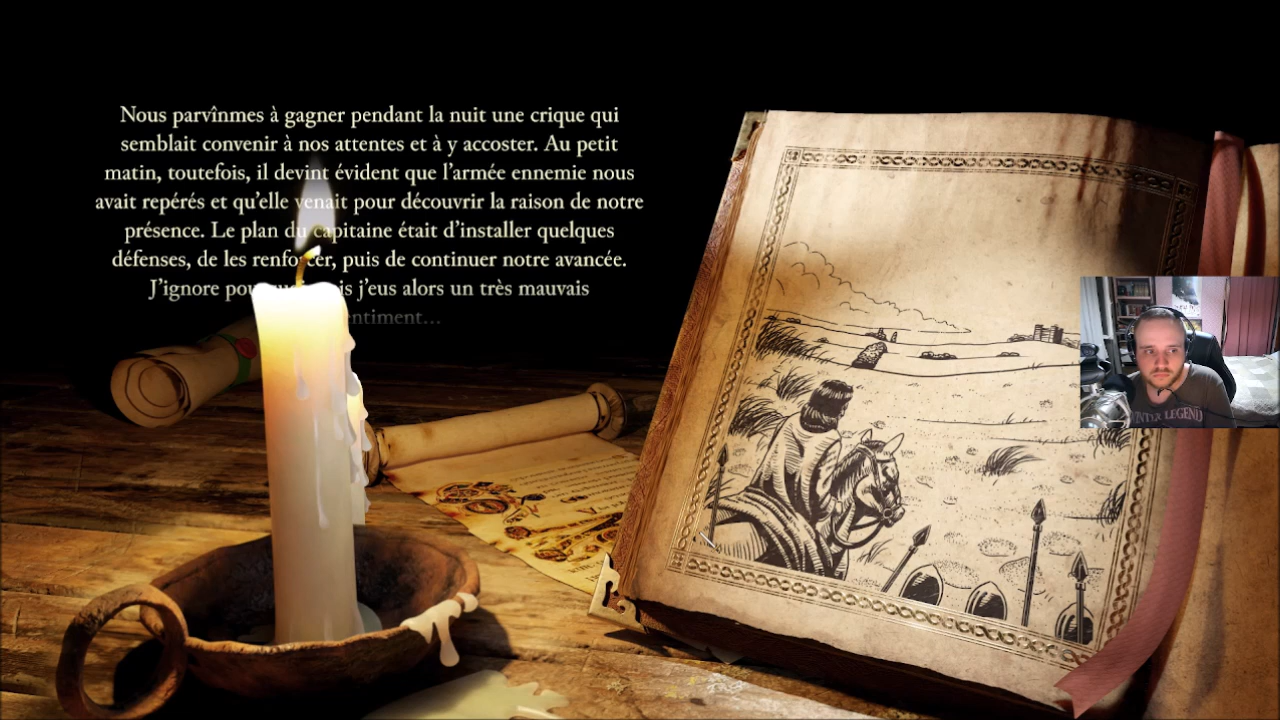 Nous parvînmes à gagner pendant la nuit une crique qui
semblait convenir à nos attentes et à y accoster. Au petit
matin, toutefois, il devint évident que l'armée ennemie nous
avait repérés et qu'elle venait pour découvrir la raison de notre
présence. Le plan du capitaine était d'installer quelques
défenses, de les renforcer, puis de continuer notre avancée.
J'ignore j'eus alors un très mauvais
LEGEND